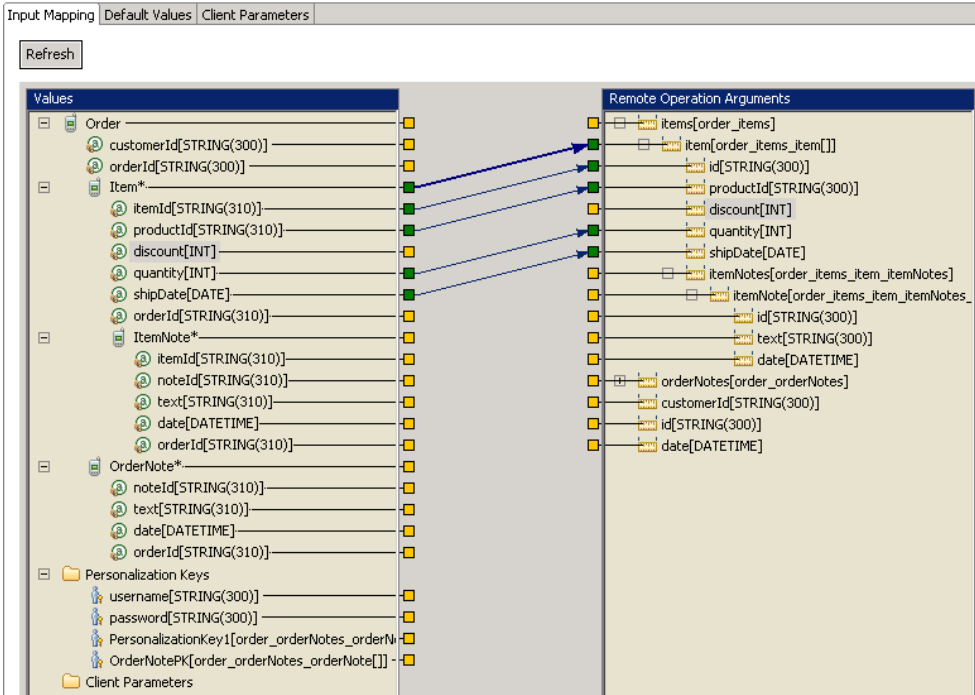 Input Mapping Default Values Client Parameters
Refresh
Values
Order
customerId[STRING(300)]
orderId[STRING(300)]
Item*
itemId[STRING(310)]
productId[STRING(310)]
discount[INT]
quantity[INT]
shipDate[DATE]
orderId[STRING(310)]
ItemNote*
itemId[STRING(310)]
noteId[STRING(310)]
text[STRING(310)]
date[DATETIME]
orderId[STRING(310)]
OrderNote*
noteId[STRING(310)]
text[STRING(310)]
date[DATETIME]
orderId[STRING(310)]
Personalization Keys
username[STRING(300)]
password[STRING(300)]
PersonalizationKey1[order_orderNotes_orderN
OrderNotePK[order_orderNotes_orderNote[]]
Client Parameters
Remote Operation Arguments
items[order_items]
item[order_items_item[]]
id[STRING(300)]
productId[STRING(300)]
discount[INT]
quantity[INT]
shipDate[DATE]
itemNotes[order_items_item_itemNotes]
itemNote[order_items_item_itemNotes_
id[STRING(300)]
text[STRING(300)]
date[DATETIME]
orderNotes[order_orderNotes]
customerId[STRING(300)]
id[STRING(300)]
date[DATETIME]